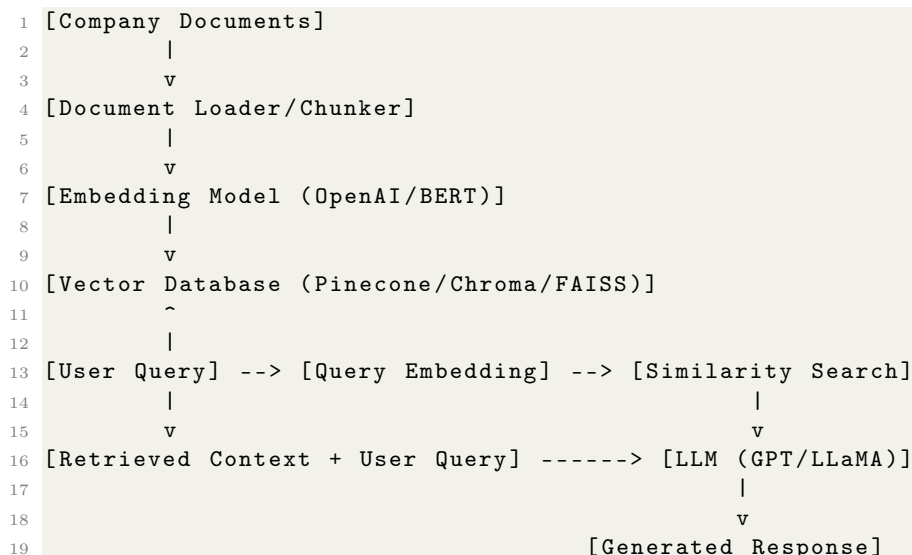 1 [Company Documents]
2 |
3 v
4 [Document Loader/Chunker]
5 |
6 v
7 [Embedding Model (OpenAI/BERT)]
8 |
9 v
10 [Vector Database (Pinecone/Chroma/FAISS)]
11 ^
12 |
13 [User Query] --> [Query Embedding] --> [Similarity Search]
14 | |
15 v v
16 [Retrieved Context + User Query] ------> [LLM (GPT/LLaMA)]
17 |
18 v
19 [Generated Response]